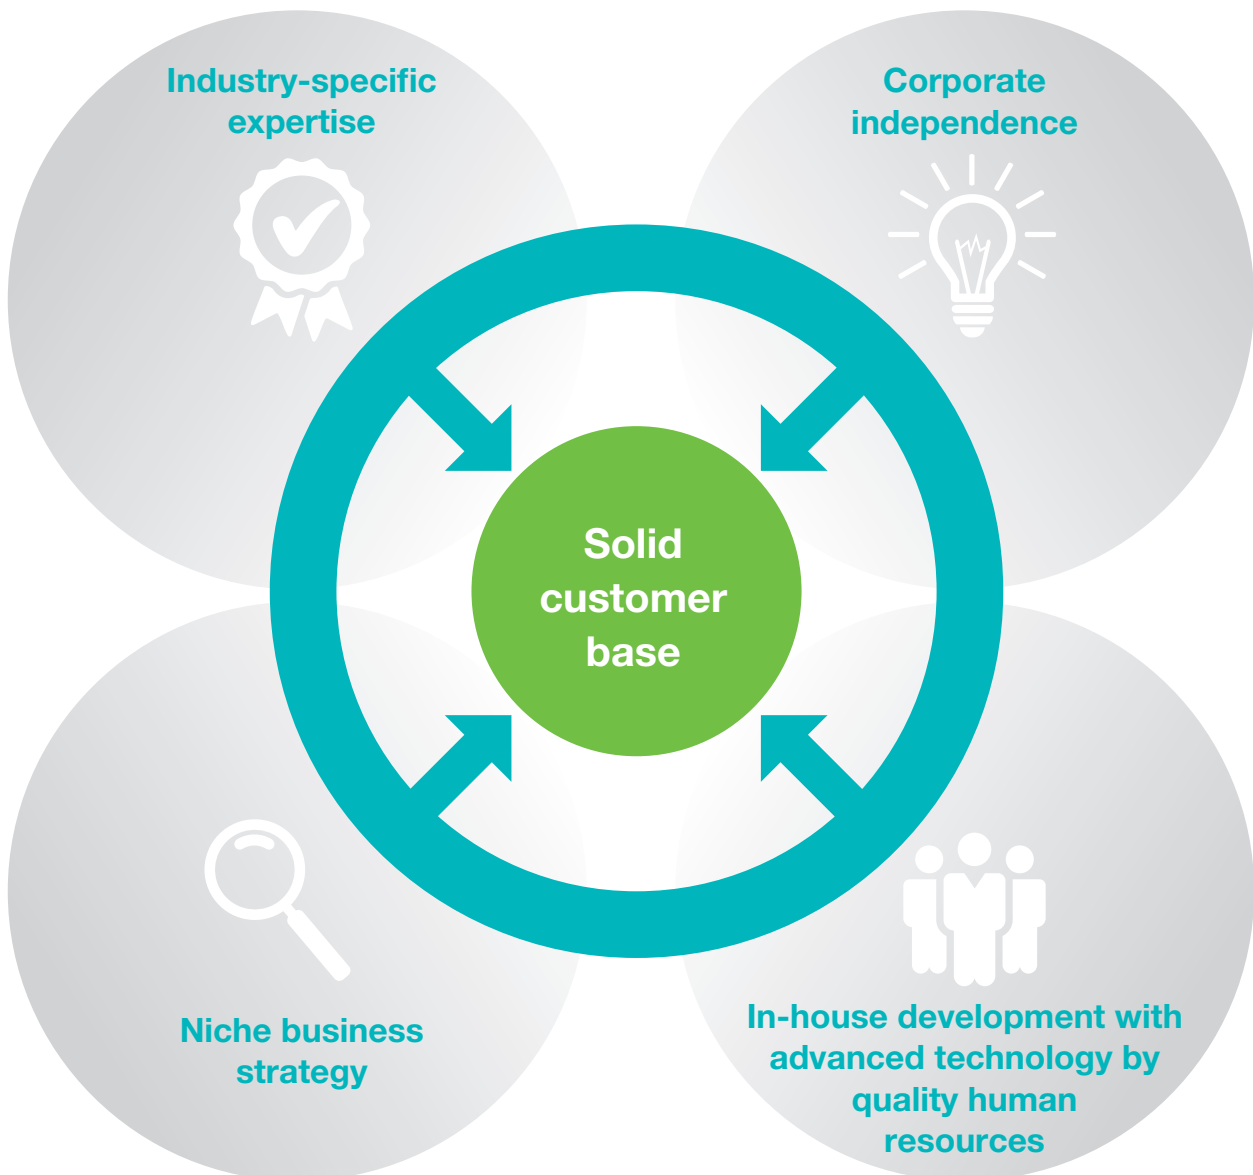 Industry-specific
expertise
Corporate
independence
Solid
customer
base
Niche business
strategy
In-house development with
advanced technology by
quality human
resources